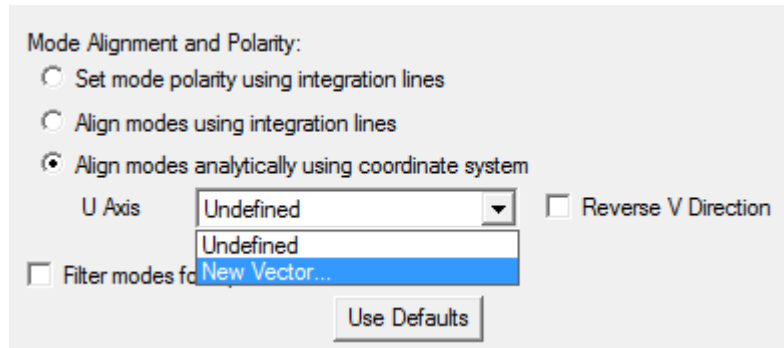 Mode Alignment and Polarity:
Set mode polarity using integration lines
Align modes using integration lines
Align modes analytically using coordinate system
U Axis Undefined Reverse V Direction
Undefined
New Vector...
Filter modes
Use Defaults